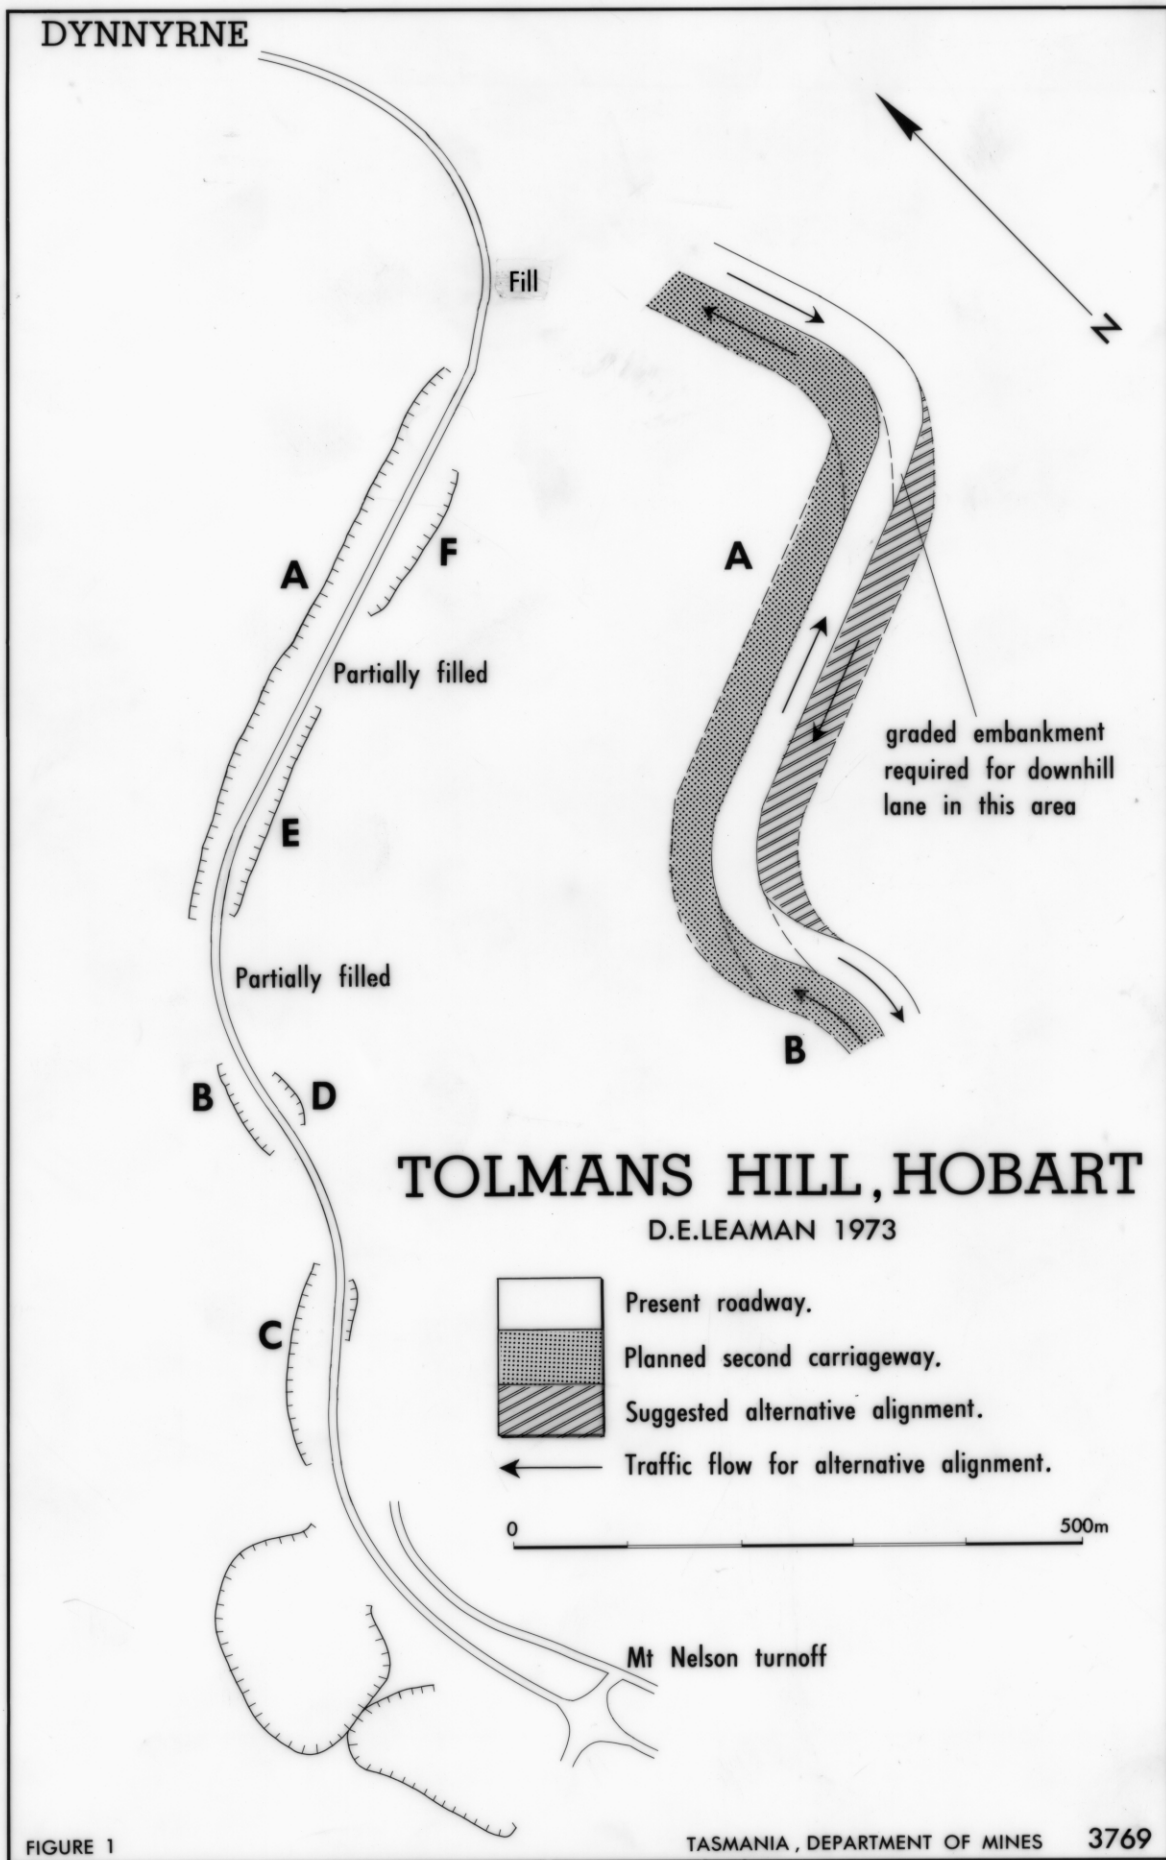 DYNNYRNE
N
Fill
A
F
Partially filled
E
Partially filled
B
D
C
A
graded embankment
required for downhill
lane in this area
B
TOLMANS HILL, HOBART
D.E.LEAMAN 1973
Present roadway.
Planned second carriageway.
Suggested alternative alignment.
Traffic flow for alternative alignment.
0 500m
Mt Nelson turnoff
FIGURE 1
TASMANIA, DEPARTMENT OF MINES 3769